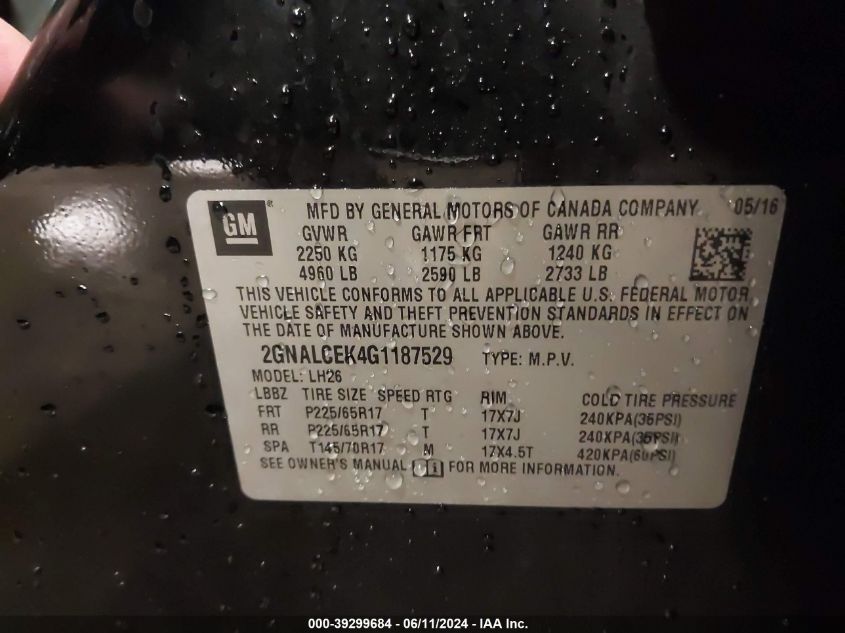 GM
MFD BY GENERAL MOTORS OF CANADA COMPANY 05/16
GVWR GAWR FRT GAWR RR
2250 KG 1175 KG 1240 KG
4960 LB 2590 LB 2733 LB
THIS VEHICLE CONFORMS TO ALL APPLICABLE U.S. FEDERAL MOTOR
VEHICLE SAFETY AND THEFT PREVENTION STANDARDS IN EFFECT ON
THE DATE OF MANUFACTURE SHOWN ABOVE.
2GNALCEK4G1187529 TYPE: M.P.V.
MODEL: LH26
LBBZ TIRE SIZE SPEED RTG RIM COLD TIRE PRESSURE
FRT P225/65R17 T 17X7J 240KPA(35PSI)
RR P225/65R17 T 17X7J 240KPA(35PSI)
SPA T145/70R17 M 17X4.5T 420KPA(60PSI)
SEE OWNER'S MANUAL i FOR MORE INFORMATION.
000-39299684 - 06/11/2024 - IAA Inc.